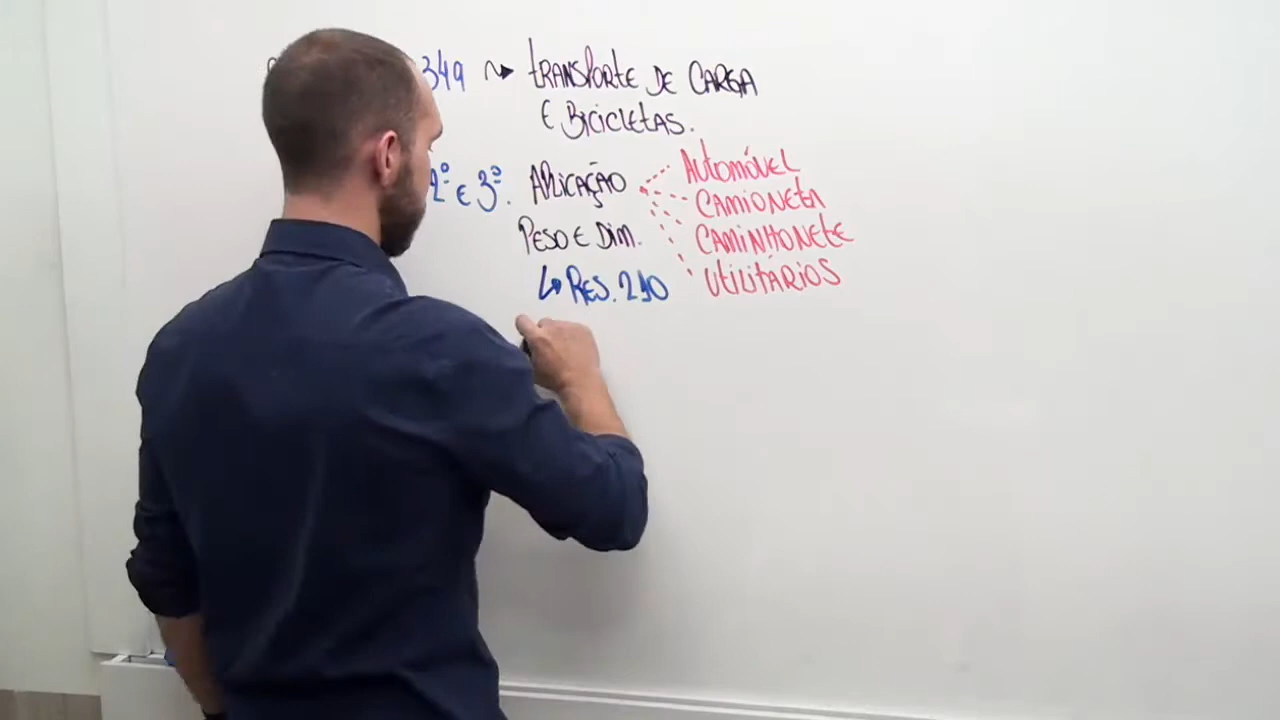 349 ⇝ TRANSPORTE DE CARGA
E BICICLETAS.
2º E 3º. APLICAÇÃO
AUTOMÓVEL
CAMIONETA
CAMINHONETE
UTILITÁRIOS
PESO E DIM.
↳ RES. 210